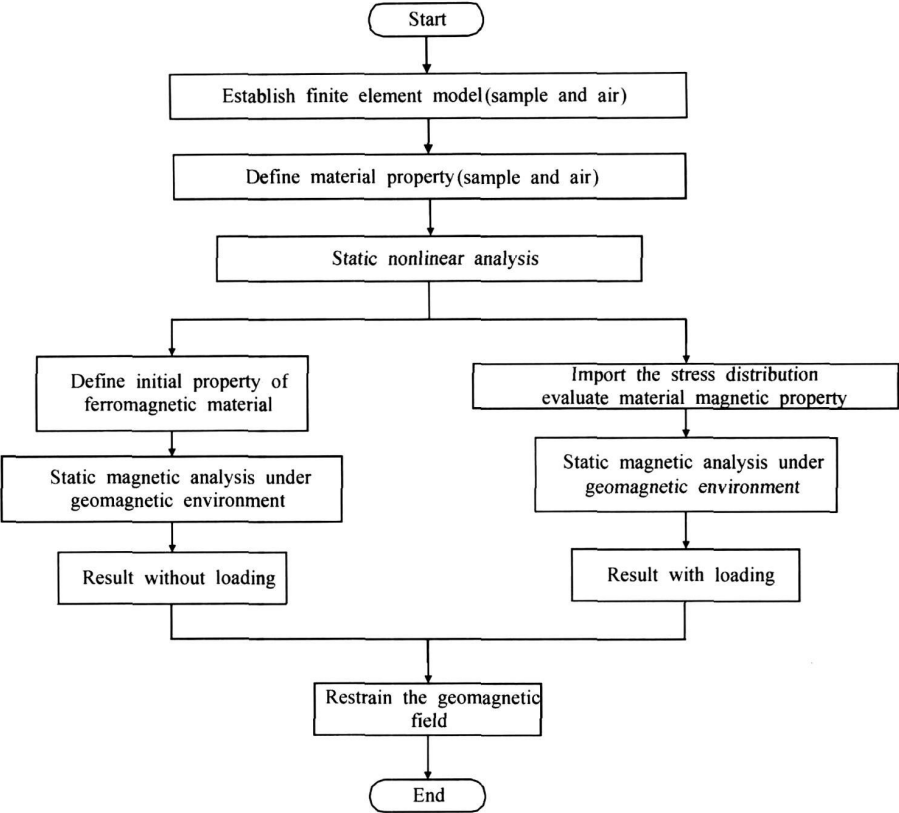 Start
Establish finite element model(sample and air)
Define material property(sample and air)
Static nonlinear analysis
Define initial property of
ferromagnetic material
Import the stress distribution
evaluate material magnetic property
Static magnetic analysis under
geomagnetic environment
Static magnetic analysis under
geomagnetic environment
Result without loading
Result with loading
Restrain the geomagnetic
field
End